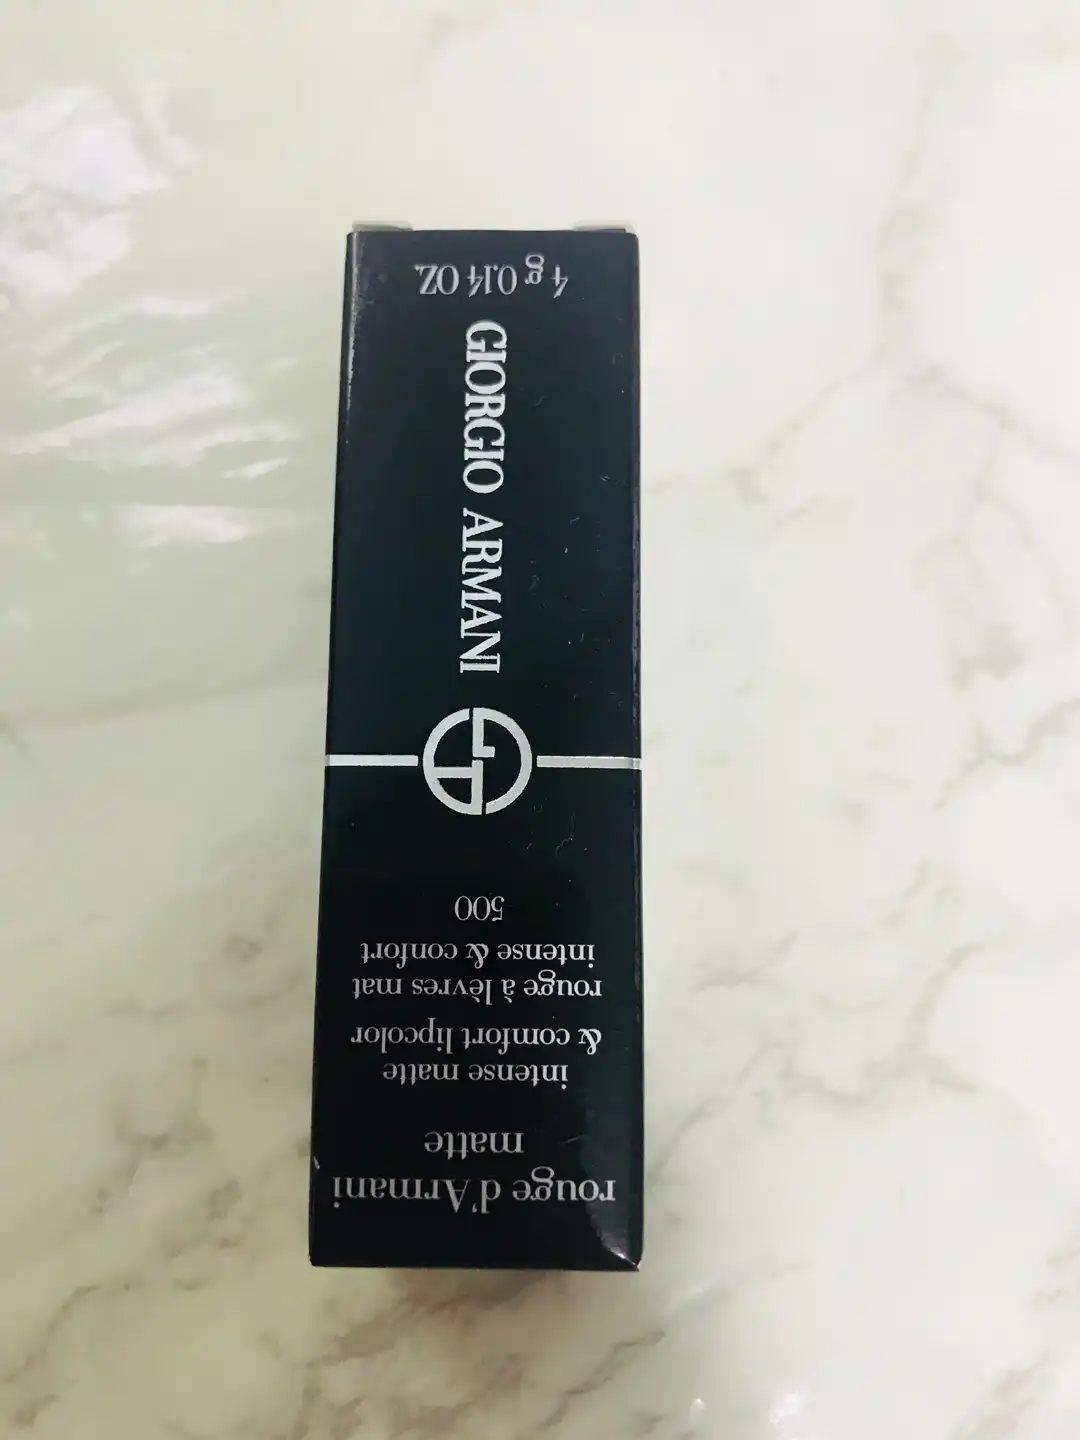 rouge d'Armani
matte
intense matte
& comfort lipcolor
rouge à lèvres mat
intense & confort
500
GA
GIORGIO ARMANI
4 g 0.14 OZ.